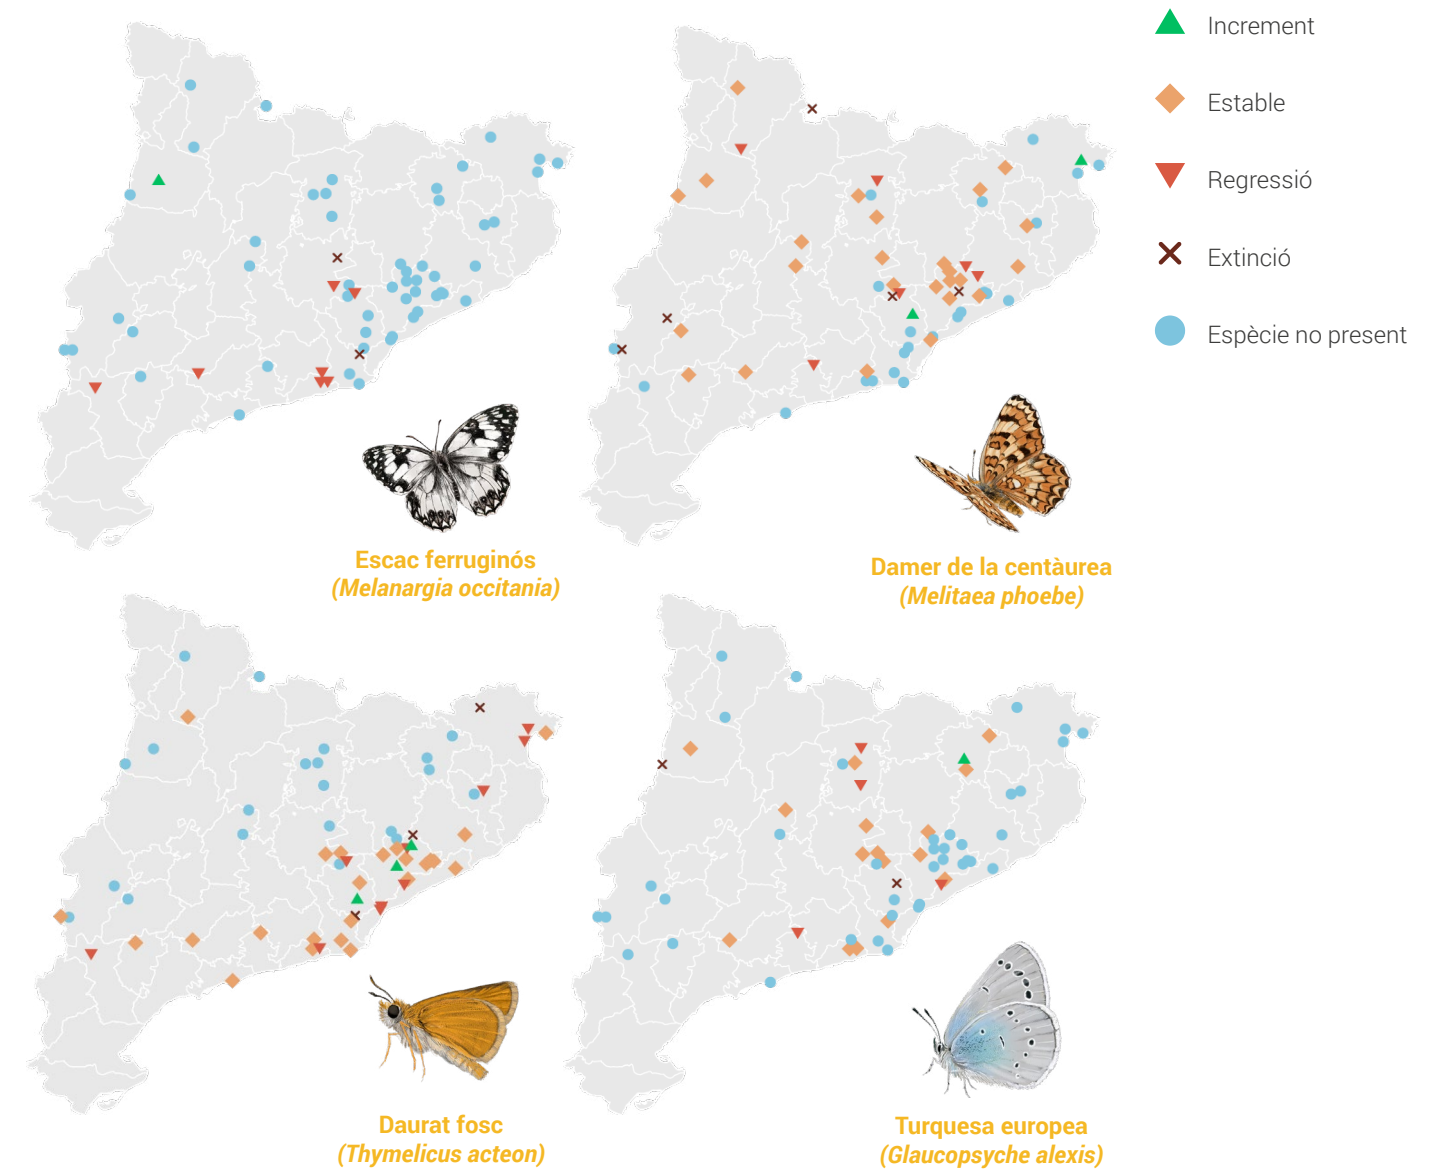 Increment
Estable
Regressió
Extinció
Espècie no present
Escac ferruginós
(Melanargia occitania)
Damer de la centàurea
(Melitaea phoebe)
Daurat fosc
(Thymelicus acteon)
Turquesa europea
(Glaucopsyche alexis)